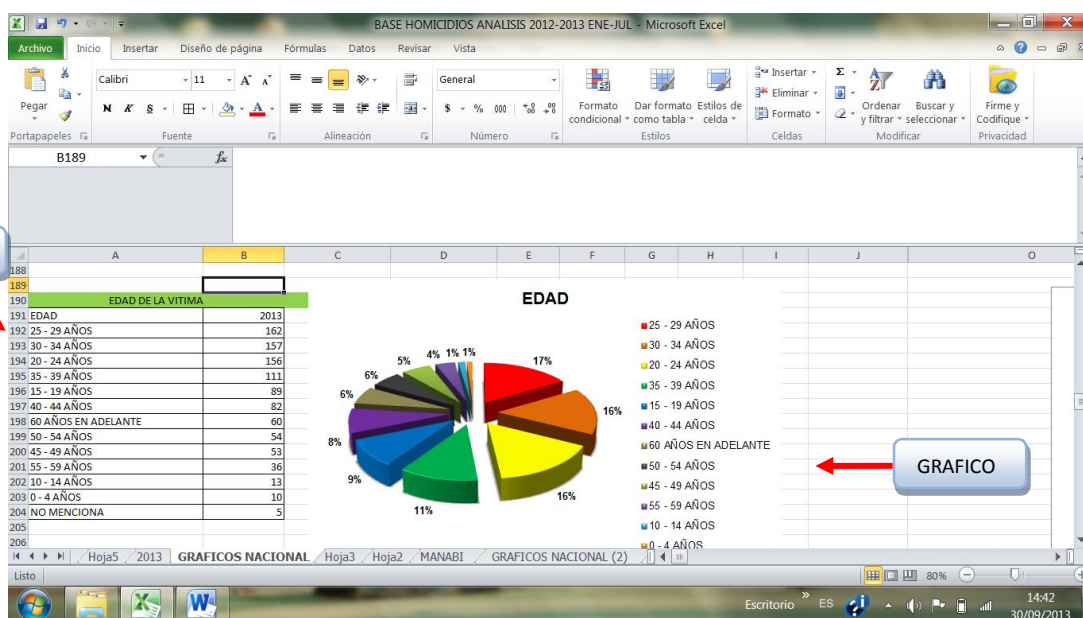 BASE HOMICIDIOS ANALISIS 2012-2013 ENE-JUL - Microsoft Excel
Archivo Inicio Insertar Diseño de página Fórmulas Datos Revisar Vista
Pegar
Calibri 11
N K S
General
$ % 000
Formato condicional
Dar formato como tabla
Estilos de celda
Insertar
Eliminar
Formato
Σ
Ordenar y filtrar
Buscar y seleccionar
Firme y Codifique
Portapapeles Fuente Alineación Número Estilos Celdas Modificar Privacidad
B189 fx
A B C D E F G H I J O
188
189
190 EDAD DE LA VITIMA
191 EDAD 2013
192 25 - 29 AÑOS 162
193 30 - 34 AÑOS 157
194 20 - 24 AÑOS 156
195 35 - 39 AÑOS 111
196 15 - 19 AÑOS 89
197 40 - 44 AÑOS 82
198 60 AÑOS EN ADELANTE 60
199 50 - 54 AÑOS 54
200 45 - 49 AÑOS 53
201 55 - 59 AÑOS 36
202 10 - 14 AÑOS 13
203 0 - 4 AÑOS 10
204 NO MENCIONA 5
205
206
EDAD
17%
16%
16%
11%
9%
8%
6%
6%
5%
4%
1%
1%
25 - 29 AÑOS
30 - 34 AÑOS
20 - 24 AÑOS
35 - 39 AÑOS
15 - 19 AÑOS
40 - 44 AÑOS
60 AÑOS EN ADELANTE
50 - 54 AÑOS
45 - 49 AÑOS
55 - 59 AÑOS
10 - 14 AÑOS
0 - 4 AÑOS
GRAFICO
Hoja5 2013 GRAFICOS NACIONAL Hoja3 Hoja2 MANABI GRAFICOS NACIONAL (2)
Listo 80%
Escritorio » ES 14:42
30/09/2013